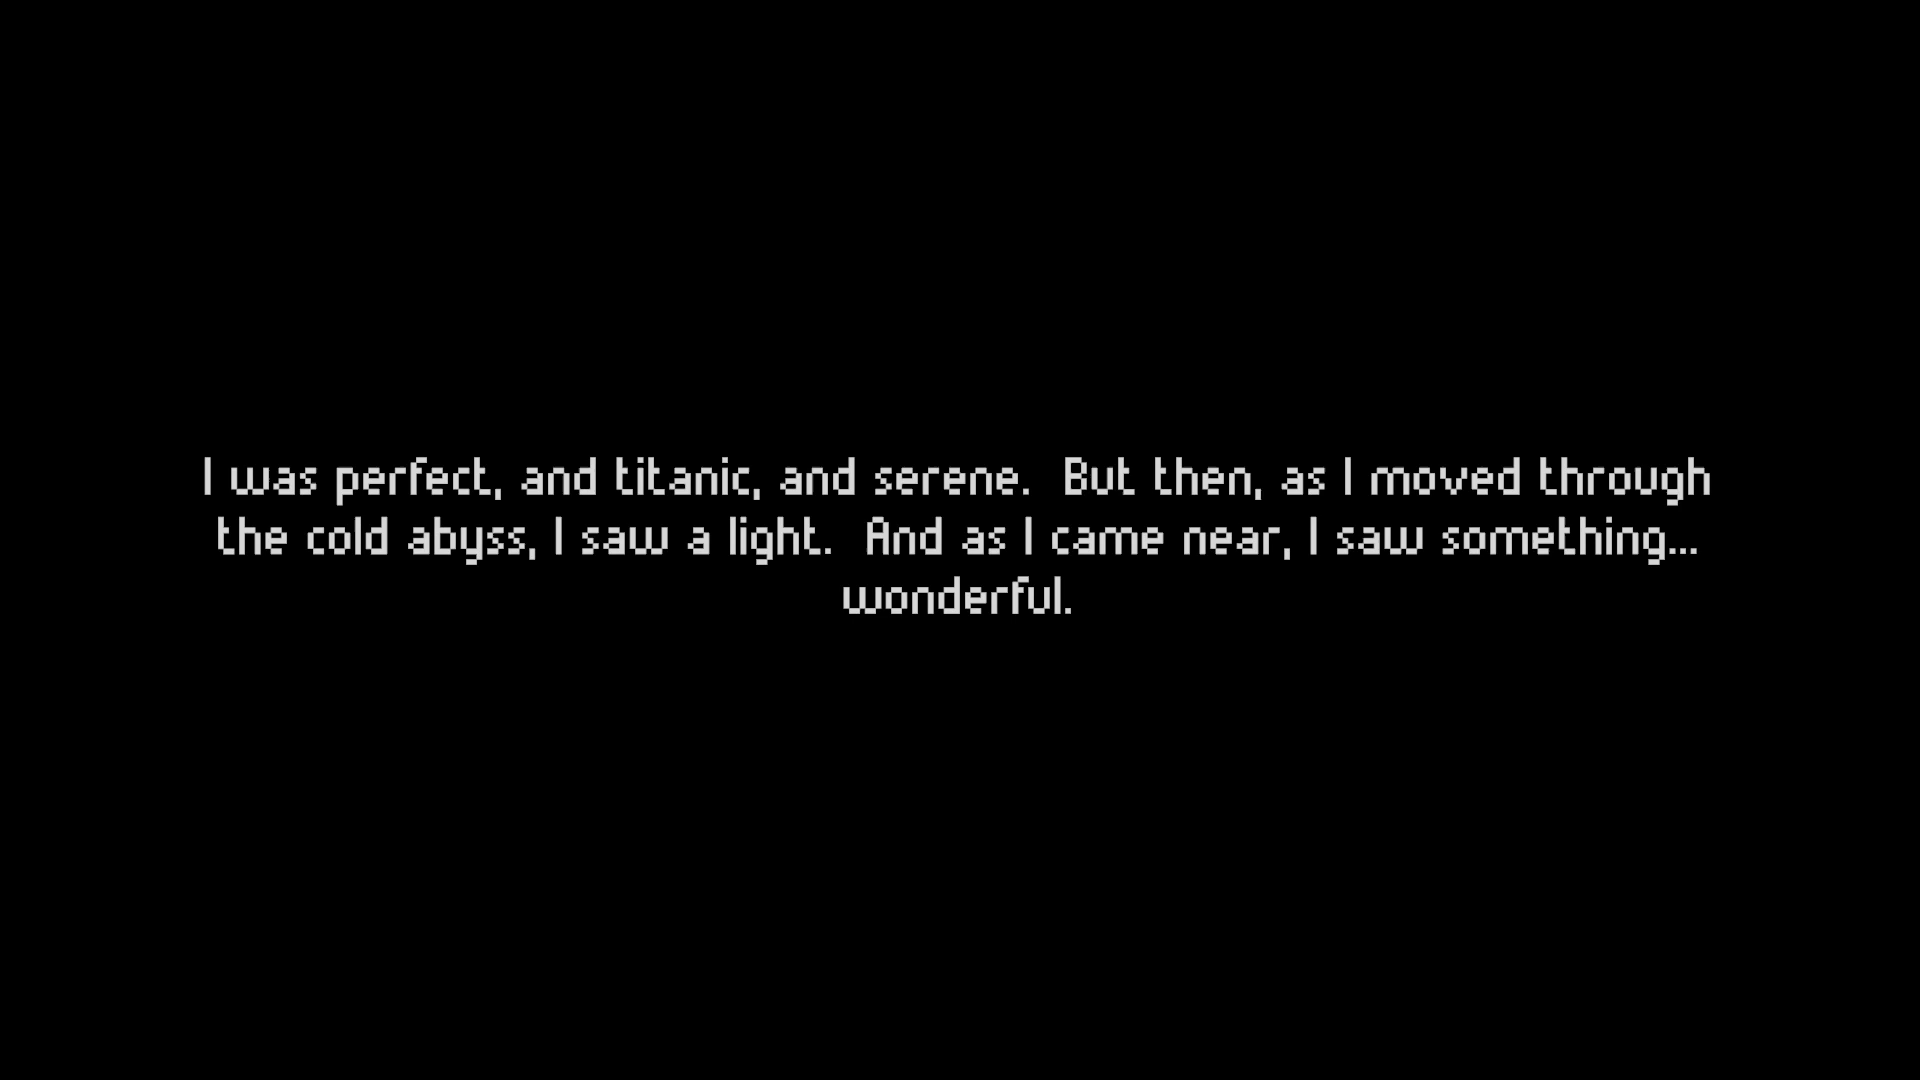 I was perfect, and titanic, and serene.  But then, as I moved through
the cold abyss, I saw a light.  And as I came near, I saw something...
wonderful.